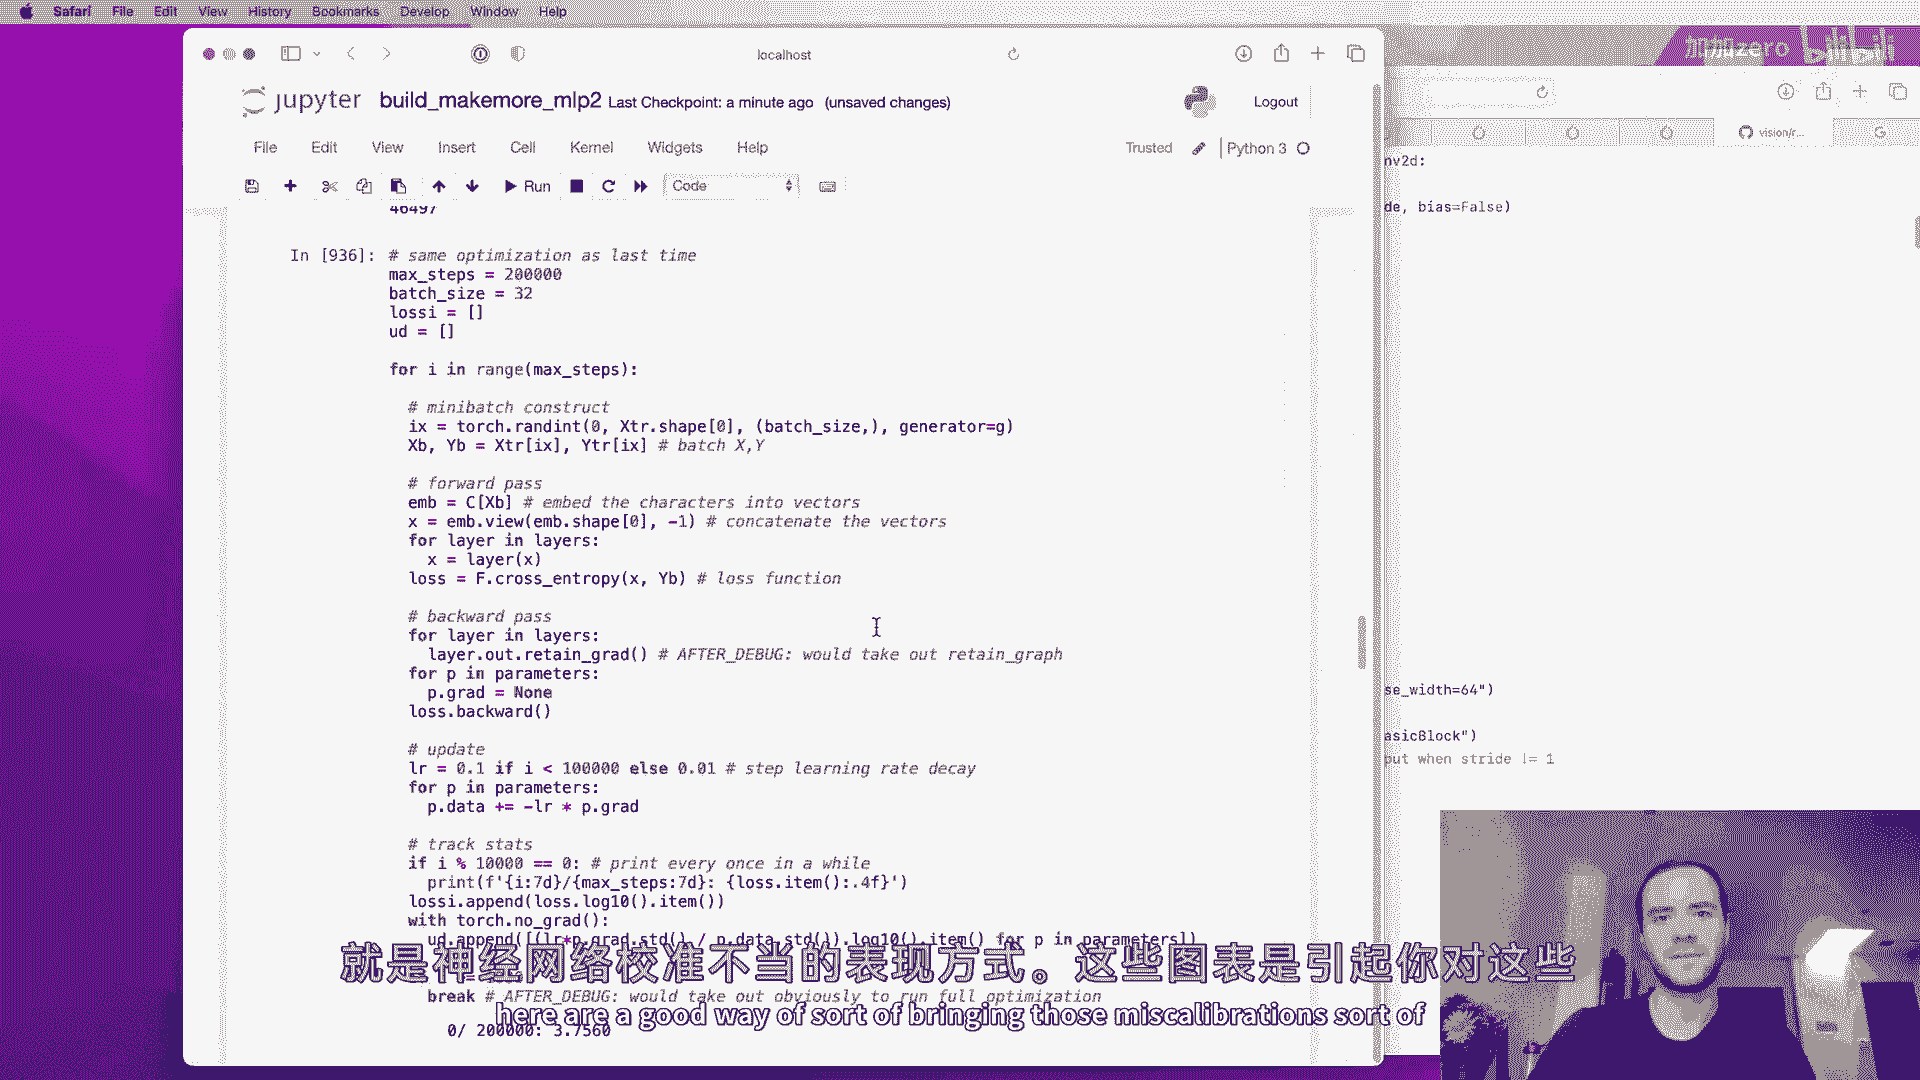 Safari File Edit View History Bookmarks Develop Window Help
加加zero bilibili
localhost
jupyter build_makemore_mlp2 Last Checkpoint: a minute ago (unsaved changes)
Logout
File Edit View Insert Cell Kernel Widgets Help
Trusted Python 3
Run Code
46497
In [936]: # same optimization as last time
max_steps = 200000
batch_size = 32
lossi = []
ud = []
for i in range(max_steps):
# minibatch construct
ix = torch.randint(0, Xtr.shape[0], (batch_size,), generator=g)
Xb, Yb = Xtr[ix], Ytr[ix] # batch X,Y
# forward pass
emb = C[Xb] # embed the characters into vectors
x = emb.view(emb.shape[0], -1) # concatenate the vectors
for layer in layers:
x = layer(x)
loss = F.cross_entropy(x, Yb) # loss function
# backward pass
for layer in layers:
layer.out.retain_grad() # AFTER_DEBUG: would take out retain_graph
for p in parameters:
p.grad = None
loss.backward()
# update
lr = 0.1 if i < 100000 else 0.01 # step learning rate decay
for p in parameters:
p.data += -lr * p.grad
# track stats
if i % 10000 == 0: # print every once in a while
print(f'{i:7d}/{max_steps:7d}: {loss.item():.4f}')
lossi.append(loss.log10().item())
with torch.no_grad():
ud.append([(lr*p.grad.std() / p.data.std()).log10().item() for p in parameters])
break # AFTER_DEBUG: would take out obviously to run full optimization
0/ 200000: 3.7560
vision/r...
nv2d:
de, bias=False)
se_width=64")
asicBlock")
put when stride != 1
就是神经网络校准不当的表现方式。这些图表是引起你对这些
here are a good way of sort of bringing those miscalibrations sort of